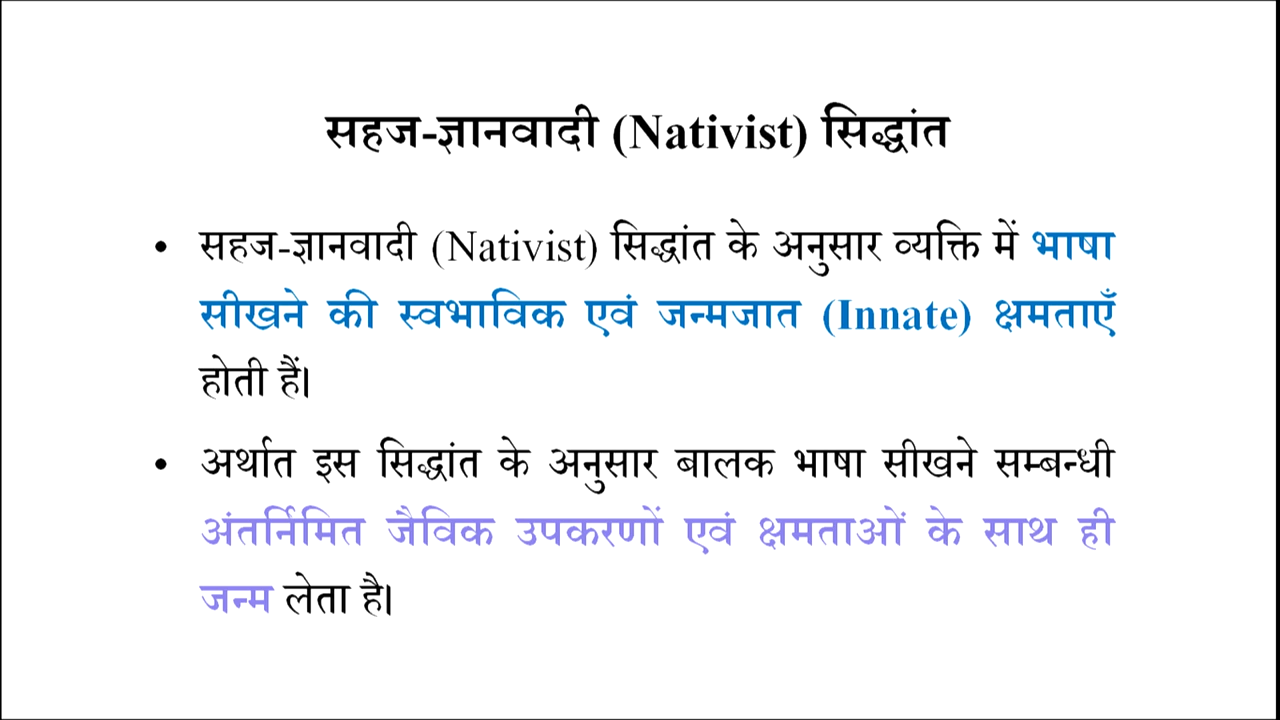 सहज-ज्ञानवादी (Nativist) सिद्धांत
• सहज-ज्ञानवादी (Nativist) सिद्धांत के अनुसार व्यक्ति में भाषा
सीखने की स्वभाविक एवं जन्मजात (Innate) क्षमताएँ
होती हैं।
• अर्थात इस सिद्धांत के अनुसार बालक भाषा सीखने सम्बन्धी
अंतर्निमित जैविक उपकरणों एवं क्षमताओं के साथ ही
जन्म लेता है।